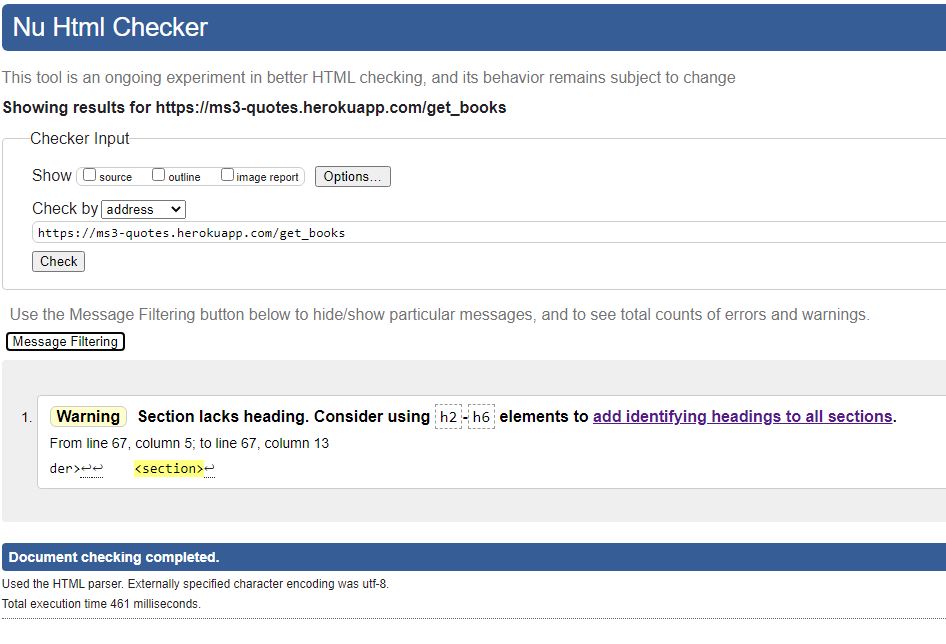 Nu Html Checker
This tool is an ongoing experiment in better HTML checking, and its behavior remains subject to change
Showing results for https://ms3-quotes.herokuapp.com/get_books
Checker Input
Show source outline image report Options...
Check by address
https://ms3-quotes.herokuapp.com/get_books
Check
Use the Message Filtering button below to hide/show particular messages, and to see total counts of errors and warnings.
Message Filtering
1. Warning Section lacks heading. Consider using h2-h6 elements to add identifying headings to all sections.
From line 67, column 5; to line 67, column 13
der>↩↩ <section>↩
Document checking completed.
Used the HTML parser. Externally specified character encoding was utf-8.
Total execution time 461 milliseconds.